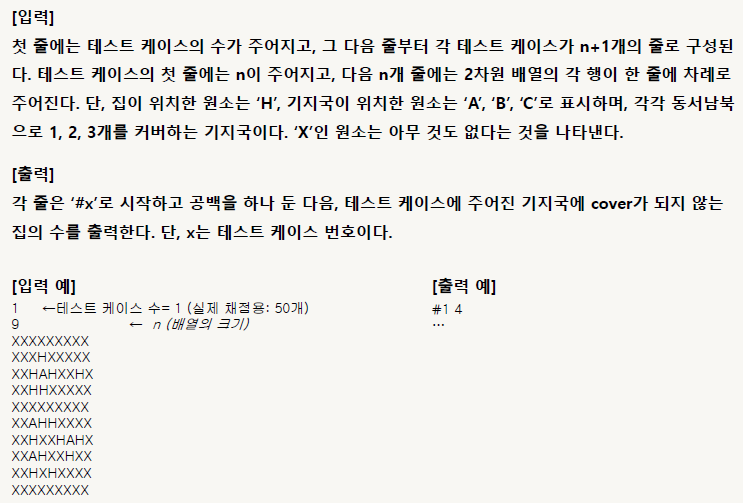 [입력]
첫 줄에는 테스트 케이스의 수가 주어지고, 그 다음 줄부터 각 테스트 케이스가 n+1개의 줄로 구성된
다. 테스트 케이스의 첫 줄에는 n이 주어지고, 다음 n개 줄에는 2차원 배열의 각 행이 한 줄에 차례로
주어진다. 단, 집이 위치한 원소는 ‘H’, 기지국이 위치한 원소는 ‘A’, ‘B’, ‘C’로 표시하며, 각각 동서남북
으로 1, 2, 3개를 커버하는 기지국이다. ‘X’인 원소는 아무 것도 없다는 것을 나타낸다.
[출력]
각 줄은 ‘#x’로 시작하고 공백을 하나 둔 다음, 테스트 케이스에 주어진 기지국에 cover가 되지 않는
집의 수를 출력한다. 단, x는 테스트 케이스 번호이다.
[입력 예]
1 ←테스트 케이스 수= 1 (실제 채점용: 50개)
9 ← n (배열의 크기)
XXXXXXXXX
XXXHXXXXX
XXHAHXXHX
XXHHXXXXX
XXXXXXXXX
XXAHHXXXX
XXHXXHAHX
XXAHXXHXX
XXHXHXXXX
XXXXXXXXX
[출력 예]
#1 4
…